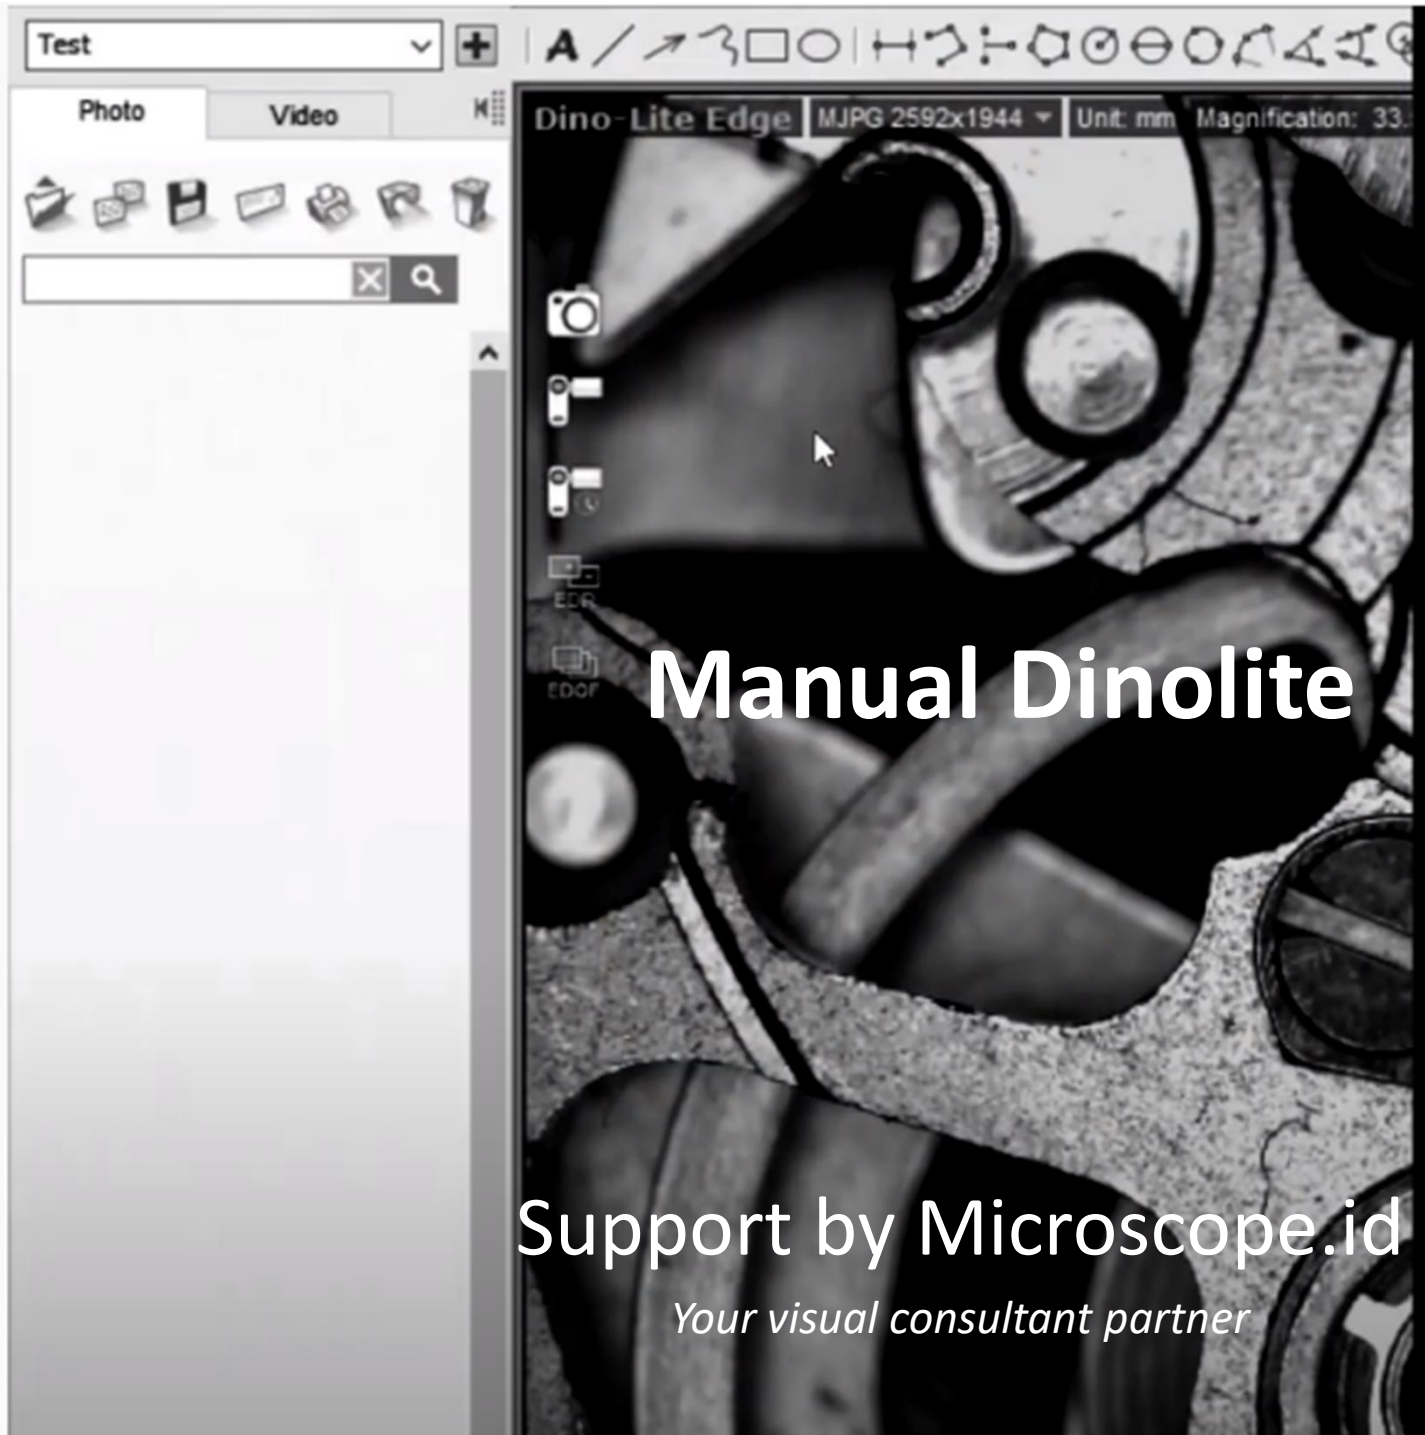 Test
A
Photo
Video
Dino-Lite Edge
MJPG 2592x1944
Unit: mm
Magnification: 33.
EDR
EDOF
Manual Dinolite
Support by Microscope.id
Your visual consultant partner